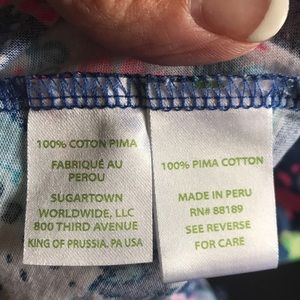 100% COTON PIMA
FABRIQUÉ AU
PEROU
SUGARTOWN
WORLDWIDE, LLC
800 THIRD AVENUE
KING OF PRUSSIA, PA USA
100% PIMA COTTON
MADE IN PERU
RN# 88189
SEE REVERSE
FOR CARE